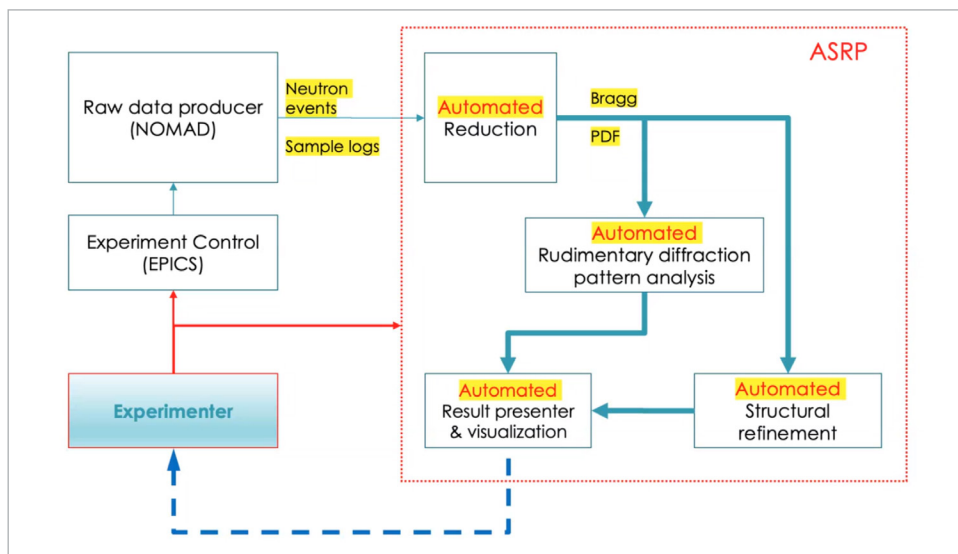 ASRP
Raw data producer
(NOMAD)
Neutron
events
Sample logs
Automated
Reduction
Bragg
PDF
Experiment Control
(EPICS)
Automated
Rudimentary diffraction
pattern analysis
Experimenter
Automated
Result presenter
& visualization
Automated
Structural
refinement